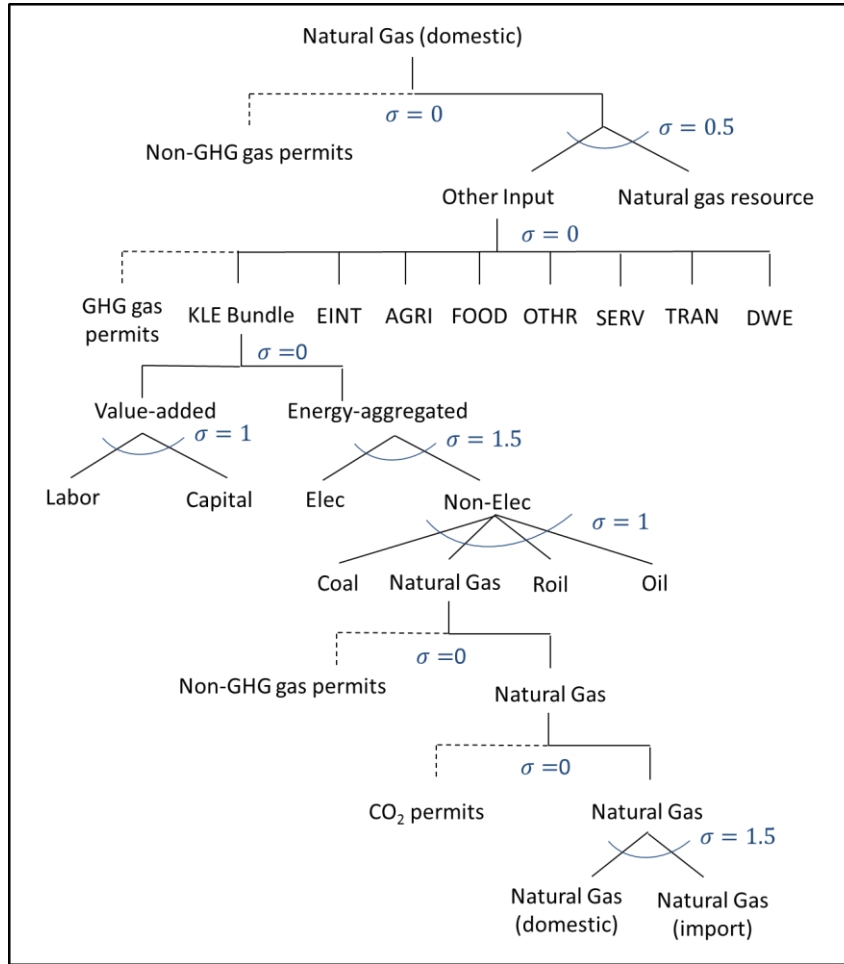 Natural Gas (domestic)
σ = 0
Non-GHG gas permits
σ = 0.5
Other Input
Natural gas resource
σ = 0
GHG gas
permits
KLE Bundle
EINT
AGRI
FOOD
OTHR
SERV
TRAN
DWE
σ =0
Value-added
Energy-aggregated
σ = 1
σ = 1.5
Labor
Capital
Elec
Non-Elec
σ = 1
Coal
Natural Gas
Roil
Oil
σ =0
Non-GHG gas permits
Natural Gas
σ =0
CO₂ permits
Natural Gas
σ = 1.5
Natural Gas
(domestic)
Natural Gas
(import)